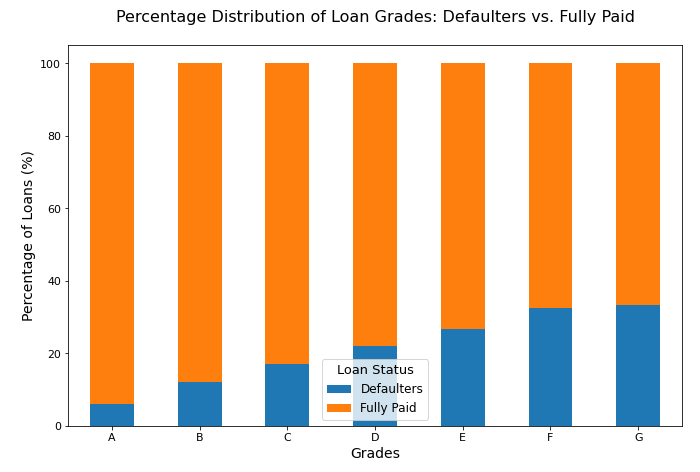 Percentage Distribution of Loan Grades: Defaulters vs. Fully Paid
Percentage of Loans (%)
100
80
60
40
20
0
Loan Status
Defaulters
Fully Paid
A B C D E F G
Grades